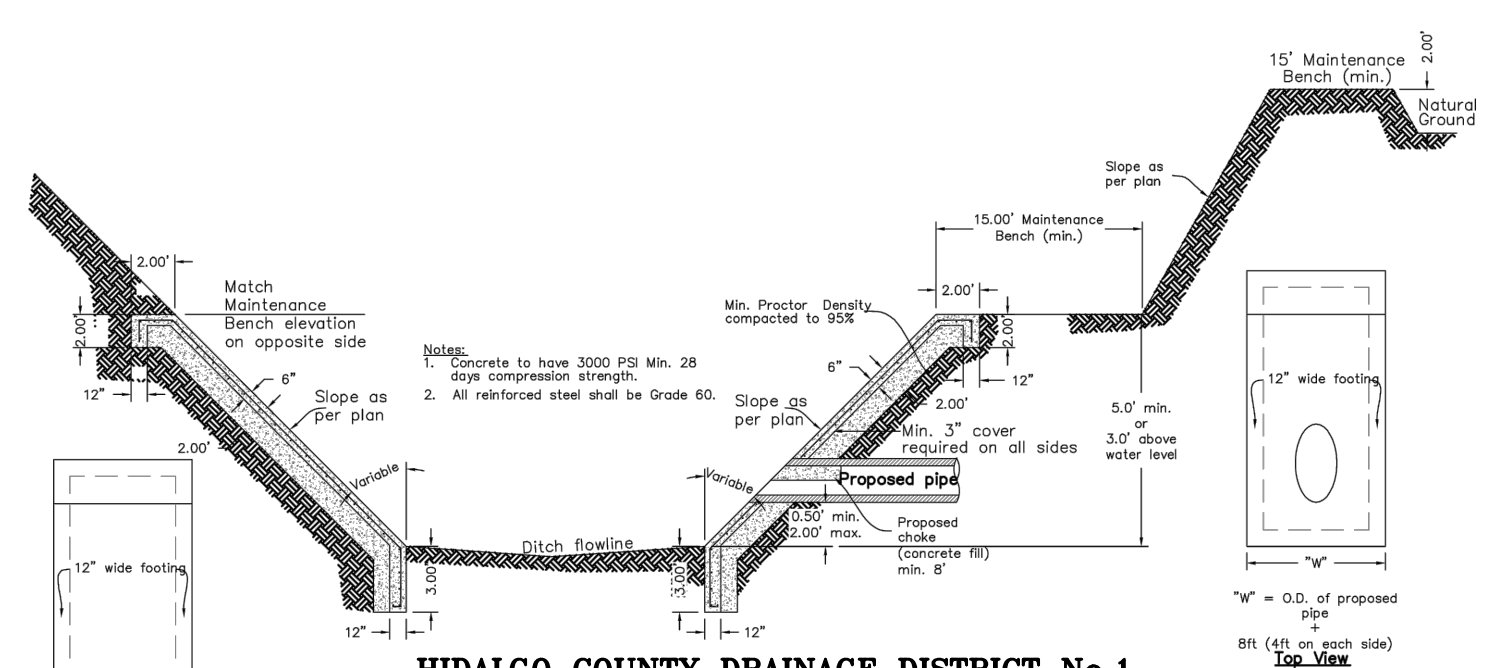 15' Maintenance
Bench (min.)
2.00'
Natural
Ground
Slope as
per plan
15.00' Maintenance
Bench (min.)
2.00'
2.00'
Match
Maintenance
Bench elevation
on opposite side
2.00'
12"
6"
Slope as
per plan
2.00'
Variable
Notes:
1. Concrete to have 3000 PSI Min. 28
days compression strength.
2. All reinforced steel shall be Grade 60.
Min. Proctor Density
compacted to 95%
2.00'
6"
12"
2.00'
Slope as
per plan
Min. 3" cover
required on all sides
5.0' min.
or
3.0' above
water level
Variable
Proposed pipe
0.50' min.
2.00' max.
Proposed
choke
(concrete fill)
min. 8'
Ditch flowline
3.00'
3.00'
12"
12"
12" wide footing
12" wide footing
"W"
"W" = O.D. of proposed
pipe
+
8ft (4ft on each side)
Top View
HIDALGO COUNTY DRAINAGE DISTRICT No.1